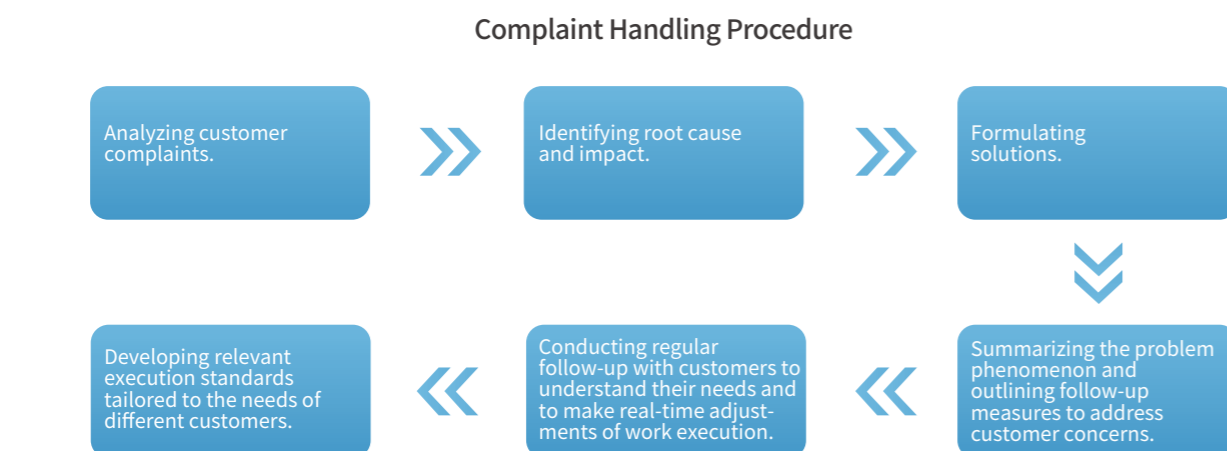 Complaint Handling Procedure
Analyzing customer
complaints.
Identifying root cause
and impact.
Formulating
solutions.
Summarizing the problem
phenomenon and
outlining follow-up
measures to address
customer concerns.
Conducting regular
follow-up with customers to
understand their needs and
to make real-time adjust-
ments of work execution.
Developing relevant
execution standards
tailored to the needs of
different customers.